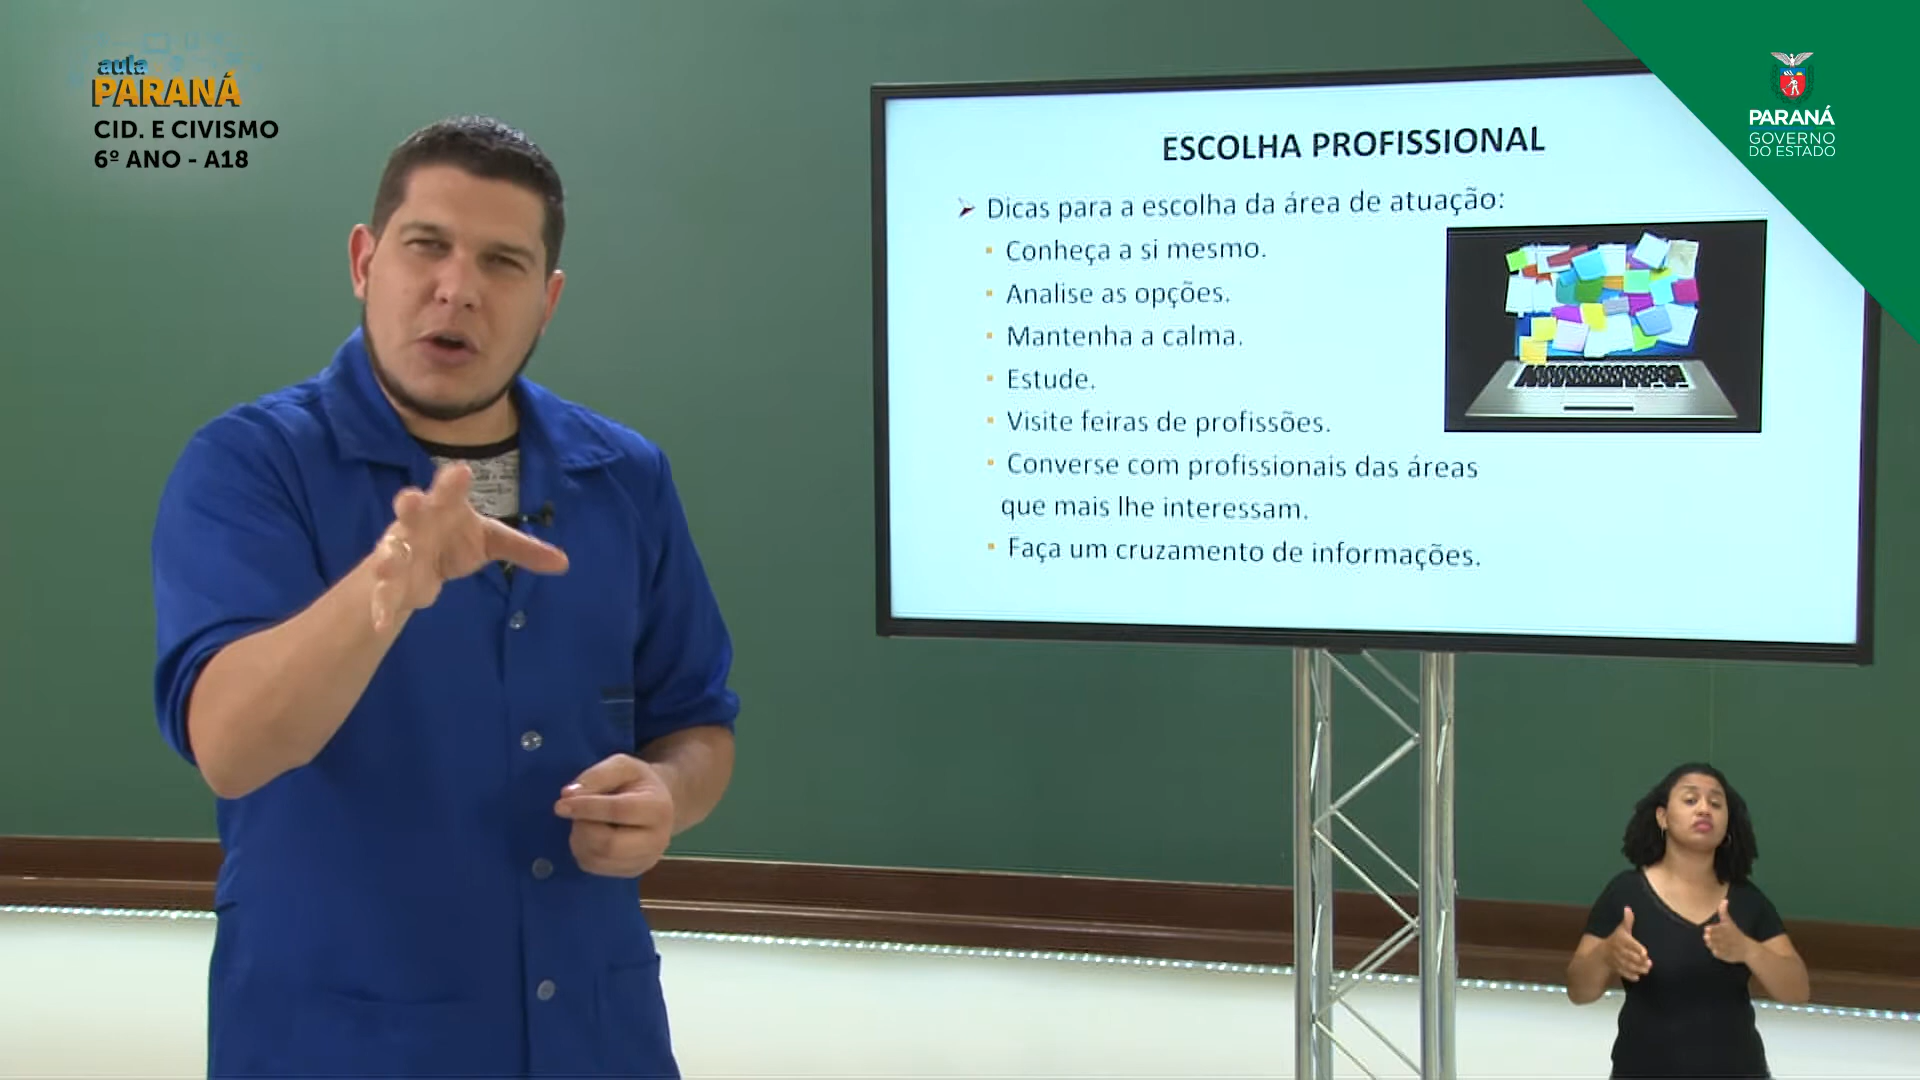 aula
PARANÁ
CID. E CIVISMO
6º ANO - A18
PARANÁ
GOVERNO
DO ESTADO
ESCOLHA PROFISSIONAL
Dicas para a escolha da área de atuação:
Conheça a si mesmo.
Analise as opções.
Mantenha a calma.
Estude.
Visite feiras de profissões.
Converse com profissionais das áreas
que mais lhe interessam.
Faça um cruzamento de informações.